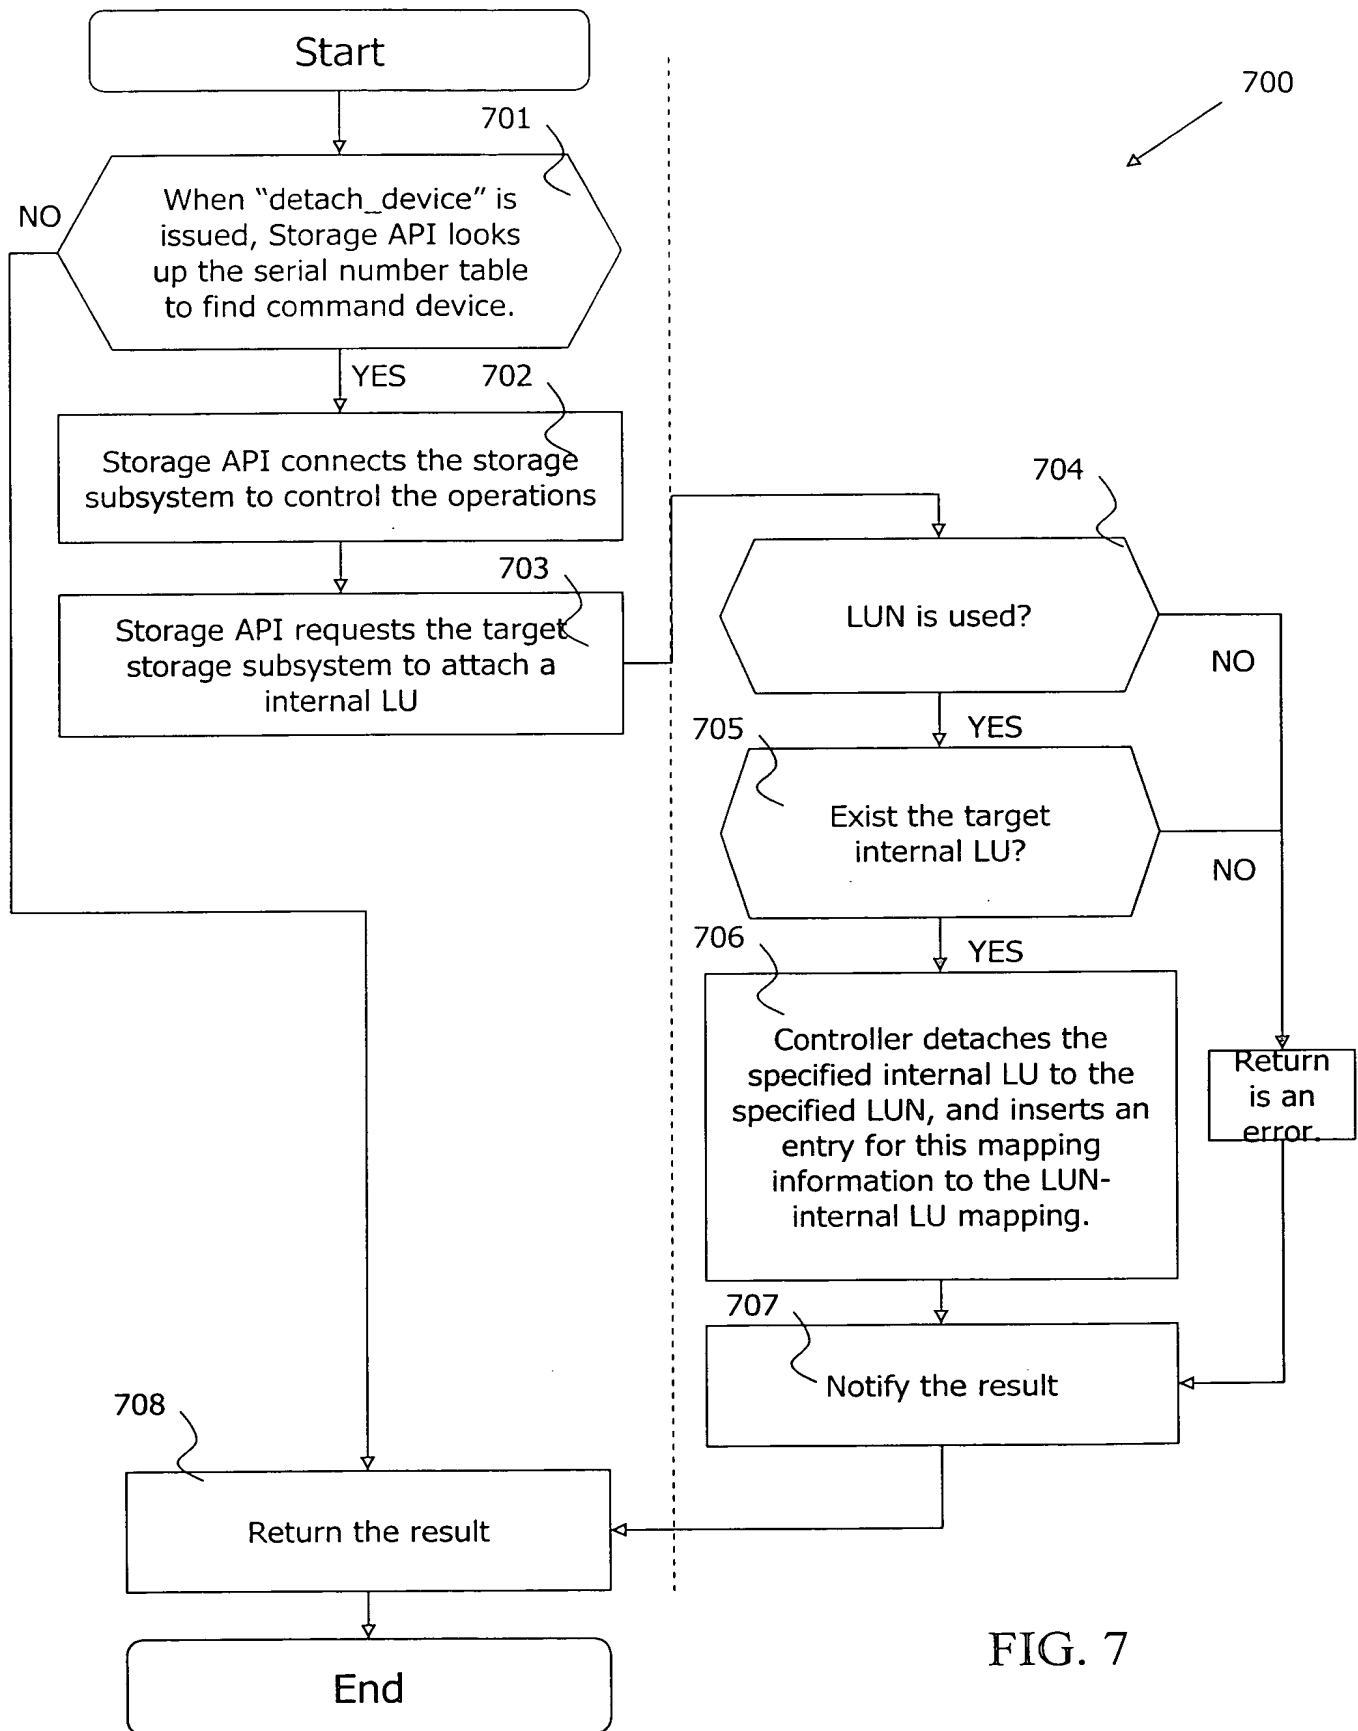 Start
700
701
When “detach_device” is
issued, Storage API looks
up the serial number table
to find command device.
NO
YES
702
Storage API connects the storage
subsystem to control the operations
703
Storage API requests the target
storage subsystem to attach a
internal LU
704
LUN is used?
NO
YES
705
Exist the target
internal LU?
NO
YES
706
Controller detaches the
specified internal LU to the
specified LUN, and inserts an
entry for this mapping
information to the LUN-
internal LU mapping.
Return
is an
error.
707
Notify the result
708
Return the result
End
FIG. 7